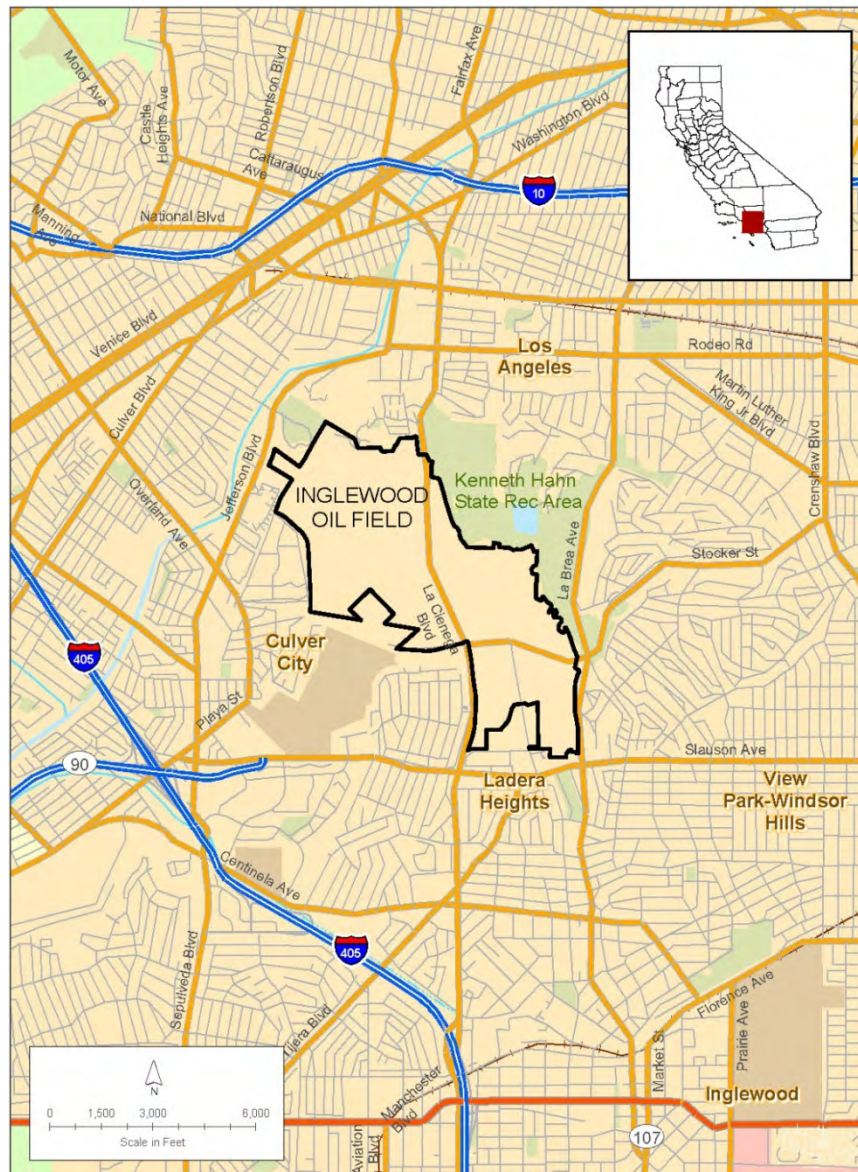 Motor Ave
Castle
Heights Ave
Robertson Blvd
Fairfax Ave
Washington Blvd
Cattaraugus
Ave
10
National Blvd
Manning
Ave
Venice Blvd
Culver Blvd
Los
Angeles
Rodeo Rd
Martin Luther
King Jr Blvd
Crenshaw Blvd
Jefferson Blvd
Overland Ave
INGLEWOOD
OIL FIELD
Kenneth Hahn
State Rec Area
La Brea Ave
Stocker St
La Cienega
Blvd
Culver
City
405
Playa St
90
Slauson Ave
Ladera
Heights
View
Park-Windsor
Hills
Centinela Ave
405
Sepulveda Blvd
Tijera Blvd
Florence Ave
Prairie Ave
Market St
Manchester
Blvd
Inglewood
107
Aviation
Blvd
N
0 1,500 3,000 6,000
Scale in Feet